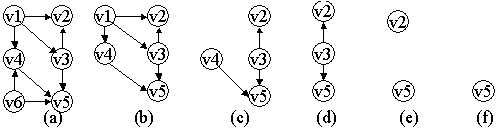 v1 v2 v1 v2 v2 v2 v2
v4 v3 v4 v3 v4 v3 v3
v6 v5 v5 v5 v5 v5 v5
(a) (b) (c) (d) (e) (f)